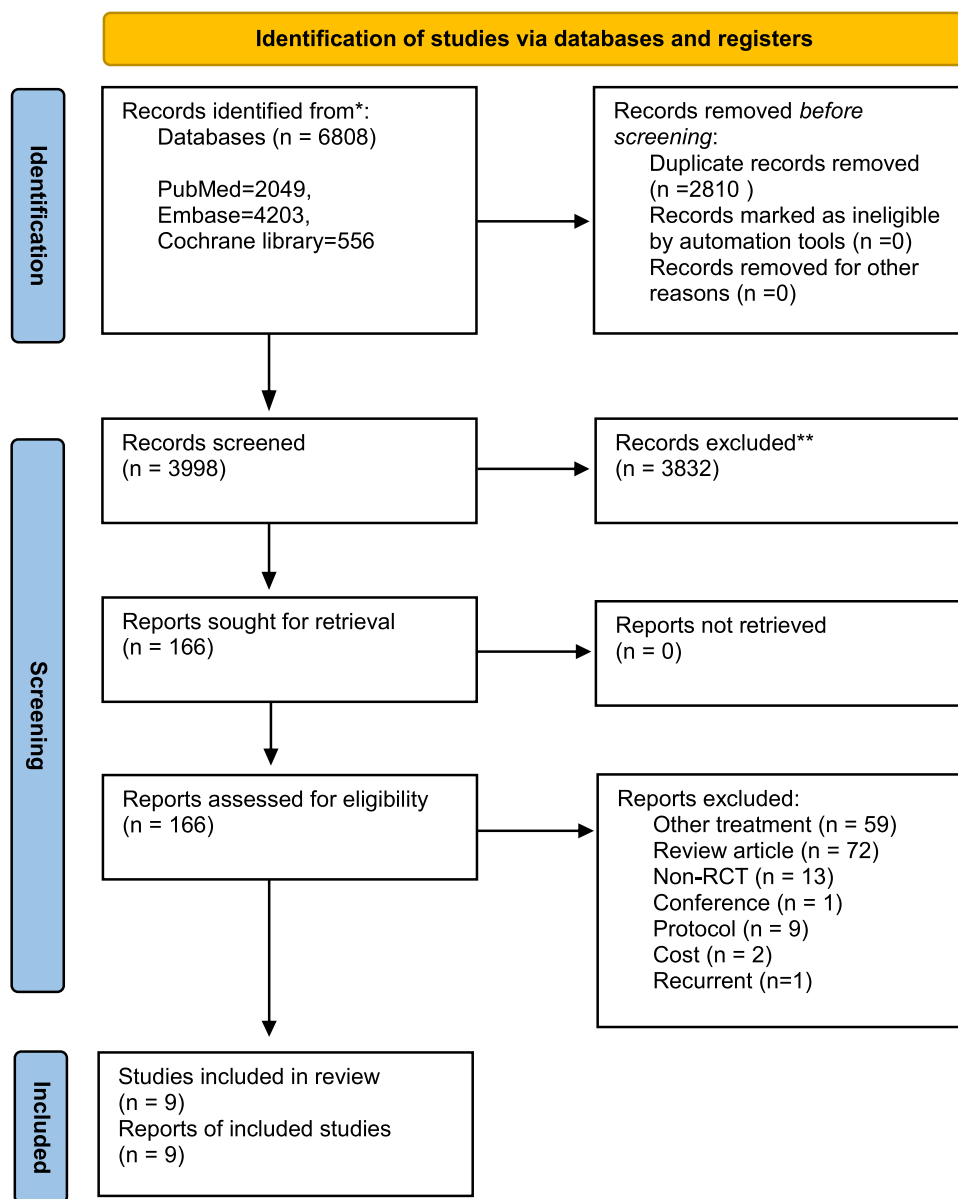 Identification of studies via databases and registers
Identification
Records identified from*:
Databases (n = 6808)
PubMed=2049,
Embase=4203,
Cochrane library=556
Records removed before
screening:
Duplicate records removed
(n =2810 )
Records marked as ineligible
by automation tools (n =0)
Records removed for other
reasons (n =0)
Screening
Records screened
(n = 3998)
Records excluded**
(n = 3832)
Reports sought for retrieval
(n = 166)
Reports not retrieved
(n = 0)
Reports assessed for eligibility
(n = 166)
Reports excluded:
Other treatment (n = 59)
Review article (n = 72)
Non-RCT (n = 13)
Conference (n = 1)
Protocol (n = 9)
Cost (n = 2)
Recurrent (n=1)
Included
Studies included in review
(n = 9)
Reports of included studies
(n = 9)